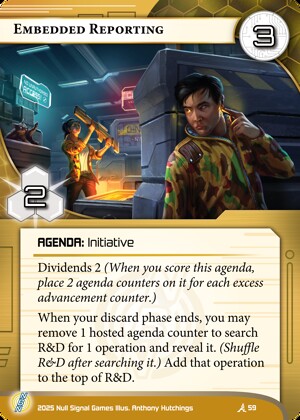 EMBEDDED REPORTING
3
ACCESS
2
AGENDA: Initiative
Dividends 2 (When you score this agenda,
place 2 agenda counters on it for each excess
advancement counter.)
When your discard phase ends, you may
remove 1 hosted agenda counter to search
R&D for 1 operation and reveal it. (Shuffle
R&D after searching it.) Add that operation
to the top of R&D.
2025 Null Signal Games Illus. Anthony Hutchings
59